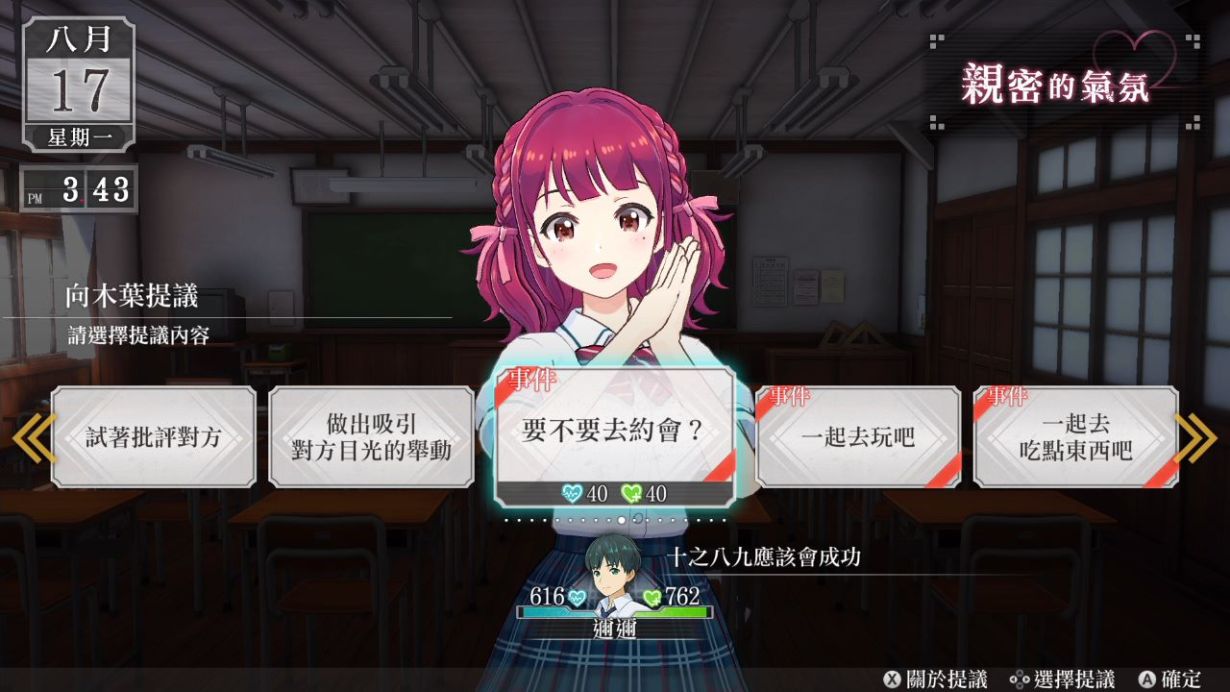 八月
17
星期一
PM 3 43
親密的氣氛
向木葉提議
請選擇提議內容
試著批評對方
做出吸引
對方目光的舉動
事件
要不要去約會？
40 40
事件
一起去玩吧
事件
一起去
吃點東西吧
十之八九應該會成功
616 762
邇邇
X 關於提議 選擇提議 A 確定